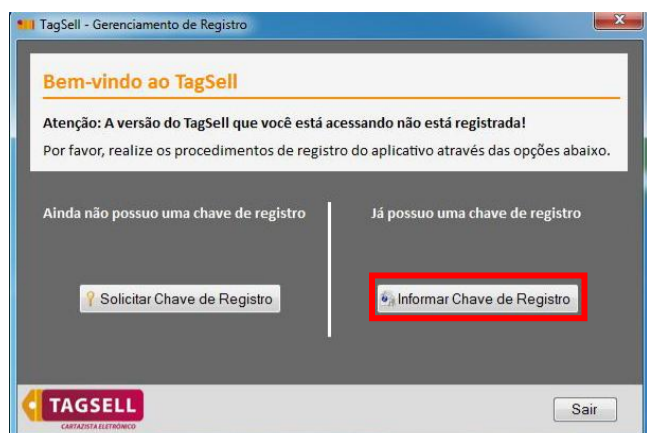 TagSell - Gerenciamento de Registro
Bem-vindo ao TagSell
Atenção: A versão do TagSell que você está acessando não está registrada!
Por favor, realize os procedimentos de registro do aplicativo através das opções abaixo.
Ainda não possuo uma chave de registro
Já possuo uma chave de registro
Solicitar Chave de Registro
Informar Chave de Registro
TAGSELL
CARTAZISTA ELETRÔNICO
Sair